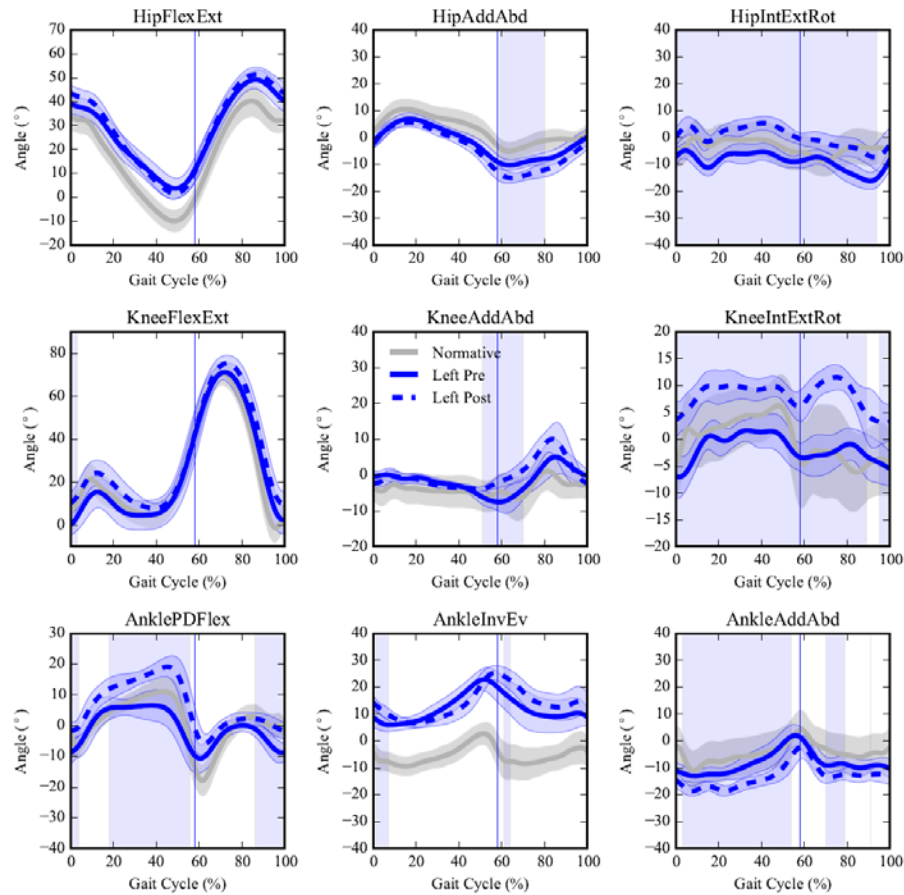 HipFlexExt
HipAddAbd
HipIntExtRot
70
60
50
40
30
20
10
0
−10
−20
Angle (°)
0 20 40 60 80 100
Gait Cycle (%)
40
30
20
10
0
−10
−20
−30
−40
Angle (°)
0 20 40 60 80 100
Gait Cycle (%)
40
30
20
10
0
−10
−20
−30
−40
Angle (°)
0 20 40 60 80 100
Gait Cycle (%)
KneeFlexExt
KneeAddAbd
KneeIntExtRot
80
60
40
20
0
Angle (°)
0 20 40 60 80 100
Gait Cycle (%)
40
30
20
10
0
−10
−20
Angle (°)
Normative
Left Pre
Left Post
0 20 40 60 80 100
Gait Cycle (%)
20
15
10
5
0
−5
−10
−15
−20
Angle (°)
0 20 40 60 80 100
Gait Cycle (%)
AnklePDFlex
AnkleInvEv
AnkleAddAbd
30
20
10
0
−10
−20
−30
−40
Angle (°)
0 20 40 60 80 100
Gait Cycle (%)
40
30
20
10
0
−10
−20
−30
−40
Angle (°)
0 20 40 60 80 100
Gait Cycle (%)
40
30
20
10
0
−10
−20
−30
−40
Angle (°)
0 20 40 60 80 100
Gait Cycle (%)